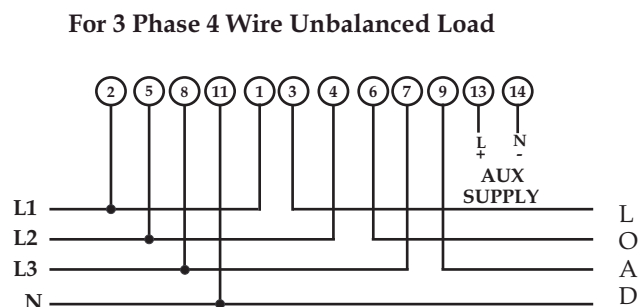 For 3 Phase 4 Wire Unbalanced Load
2 5 8 11 1 3 4 6 7 9 13 14
L N
+ -
AUX
SUPPLY
L1 L
L2 O
L3 A
N D